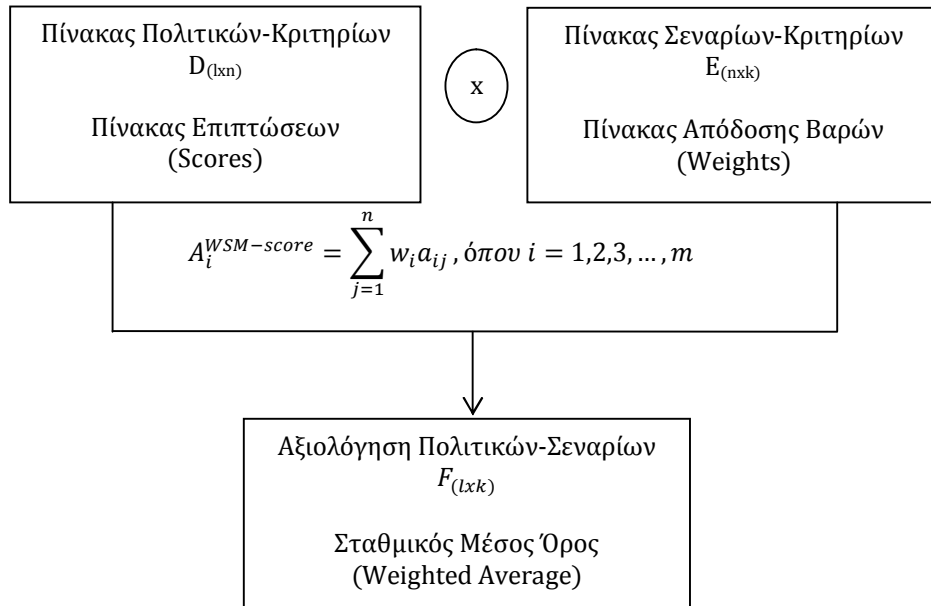 Πίνακας Πολιτικών-Κριτηρίων
D(lxn)
Πίνακας Επιπτώσεων
(Scores)
x
Πίνακας Σεναρίων-Κριτηρίων
E(nxk)
Πίνακας Απόδοσης Βαρών
(Weights)
A_i^{WSM-score} = \sum_{j=1}^{n} w_i a_{ij} , όπου i = 1,2,3, … , m
Αξιολόγηση Πολιτικών-Σεναρίων
F(lxk)
Σταθμικός Μέσος Όρος
(Weighted Average)